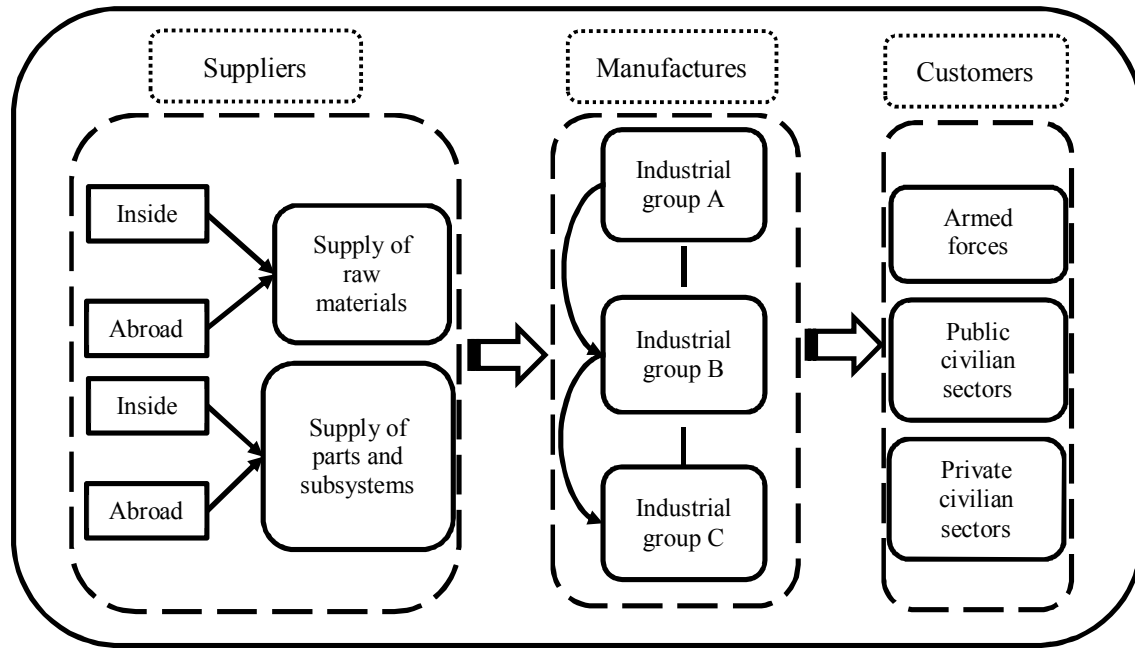 Suppliers
Inside
Abroad
Supply of
raw
materials
Inside
Abroad
Supply of
parts and
subsystems
Manufactures
Industrial
group A
Industrial
group B
Industrial
group C
Customers
Armed
forces
Public
civilian
sectors
Private
civilian
sectors